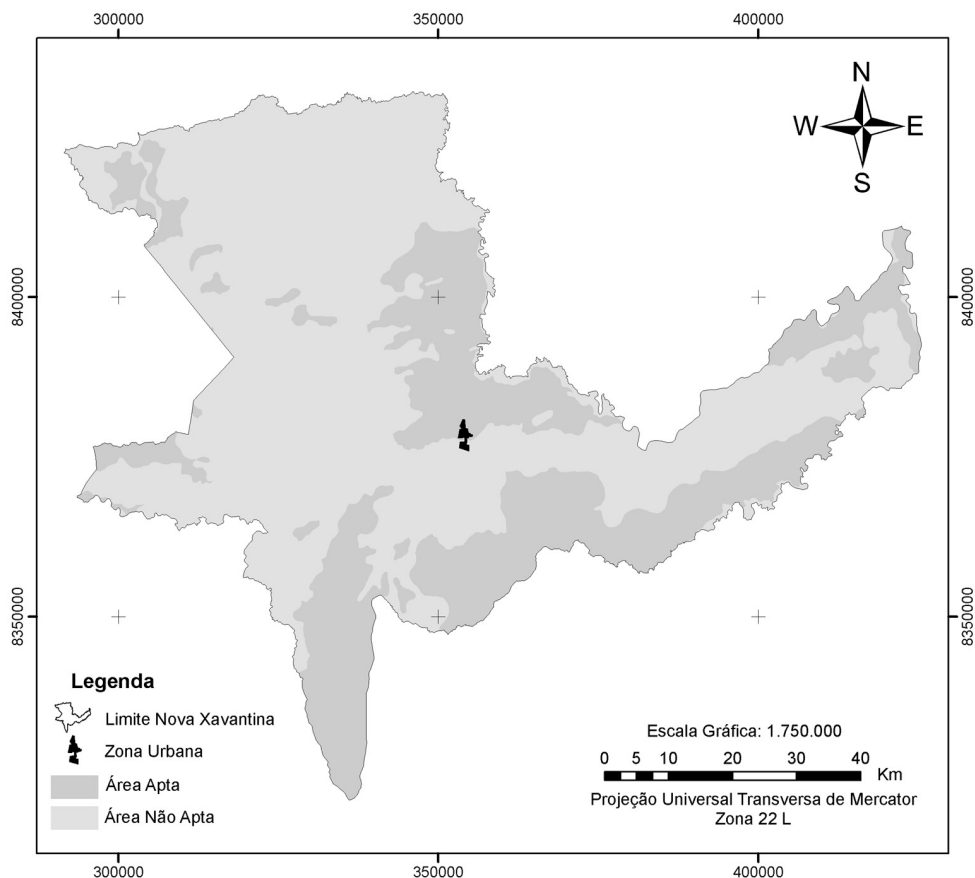 300000 350000 400000
N
W E
S
8400000 8400000
8350000 8350000
Legenda
Limite Nova Xavantina
Zona Urbana
Área Apta
Área Não Apta
Escala Gráfica: 1.750.000
0 5 10 20 30 40
Km
Projeção Universal Transversa de Mercator
Zona 22 L
300000 350000 400000